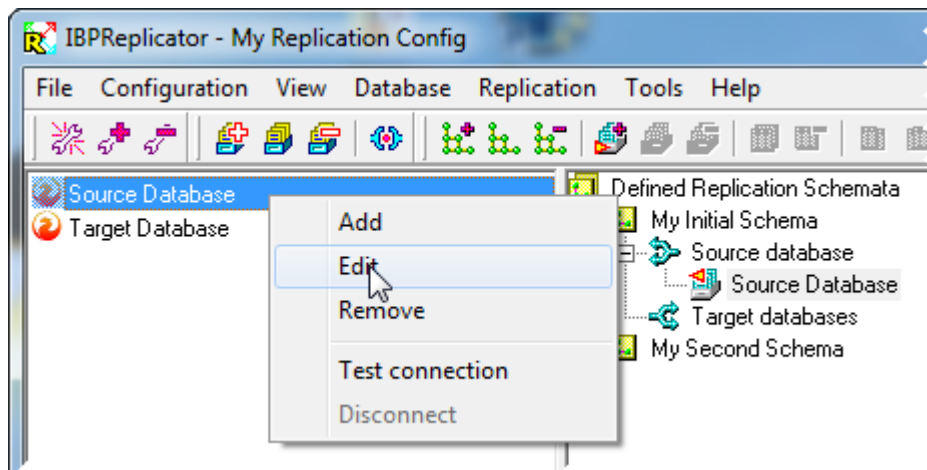 IBPReplicator - My Replication Config
File Configuration View Database Replication Tools Help
Source Database
Target Database
Add
Edit
Remove
Test connection
Disconnect
Defined Replication Schemata
My Initial Schema
Source database
Source Database
Target databases
My Second Schema